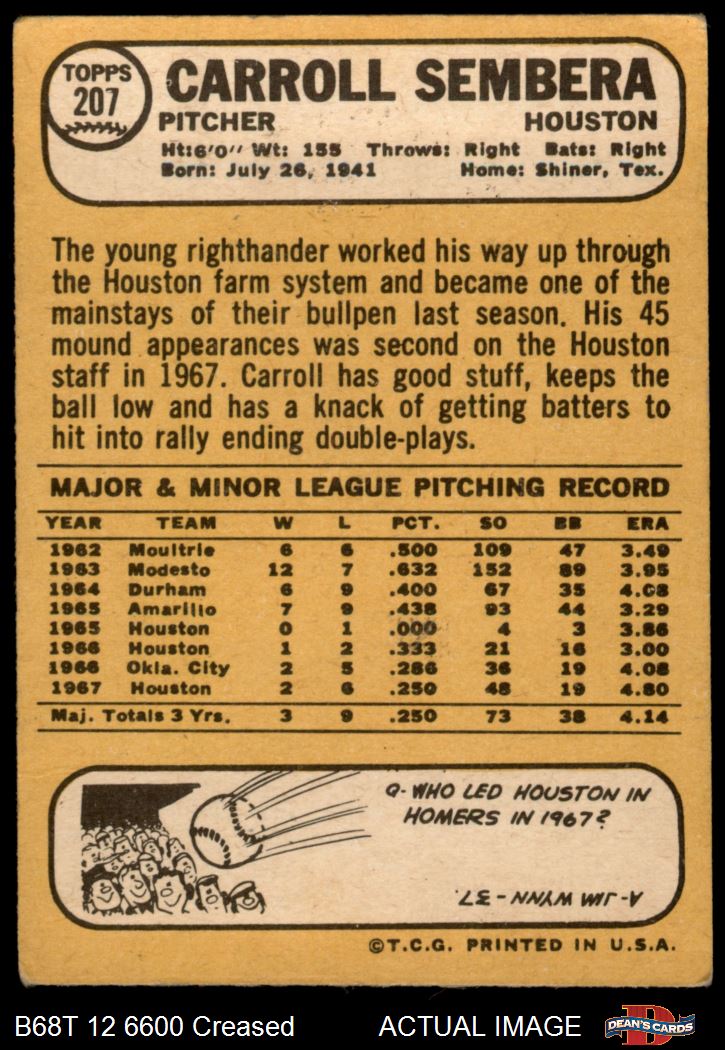 TOPPS
207
CARROLL SEMBERA
PITCHER HOUSTON
Ht:6'0" Wt: 155 Throws: Right Bats: Right
Born: July 26, 1941 Home: Shiner, Tex.
The young righthander worked his way up through
the Houston farm system and became one of the
mainstays of their bullpen last season. His 45
mound appearances was second on the Houston
staff in 1967. Carroll has good stuff, keeps the
ball low and has a knack of getting batters to
hit into rally ending double-plays.
MAJOR & MINOR LEAGUE PITCHING RECORD
YEAR TEAM W L PCT. SO BB ERA
1962 Moultrie 6 6 .500 109 47 3.49
1963 Modesto 12 7 .632 152 89 3.95
1964 Durham 6 9 .400 67 35 4.08
1965 Amarillo 7 9 .438 93 44 3.29
1965 Houston 0 1 .000 4 3 3.86
1966 Houston 1 2 .333 21 16 3.00
1966 Okla. City 2 5 .286 36 19 4.08
1967 Houston 2 6 .250 48 19 4.80
Maj. Totals 3 Yrs. 3 9 .250 73 38 4.14
Q-WHO LED HOUSTON IN
HOMERS IN 1967?
A-JIM WYNN-37.
©T.C.G. PRINTED IN U.S.A.
B68T 12 6600 Creased ACTUAL IMAGE
D
DEAN'S CARDS